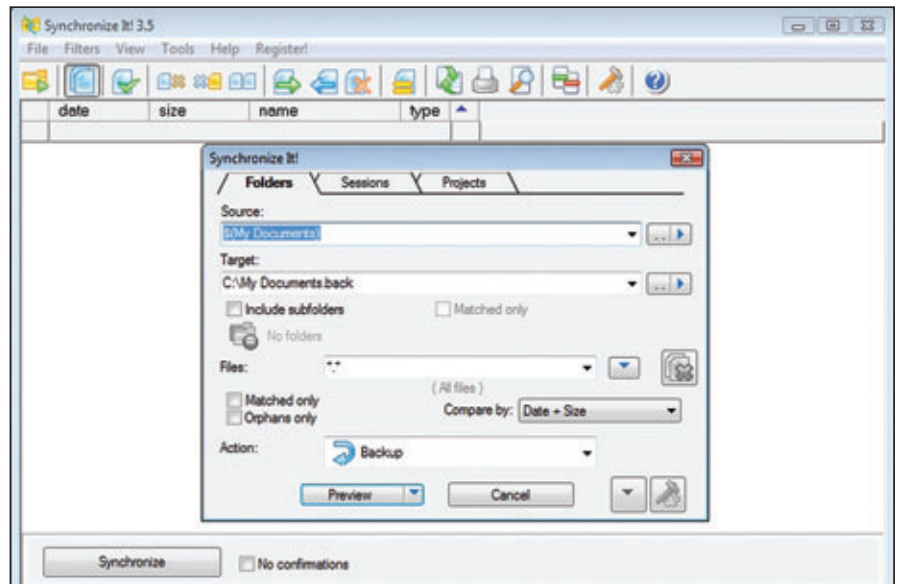 Synchronize It! 3.5
File Filters View Tools Help Register!
date size name type
Synchronize It!
Folders Sessions Projects
Source:
$(My Documents)
Target:
C:\My Documents.back
Include subfolders Matched only
No folders
Files: *.*
( All files )
Matched only
Orphans only
Compare by: Date + Size
Action: Backup
Preview Cancel
Synchronize No confirmations